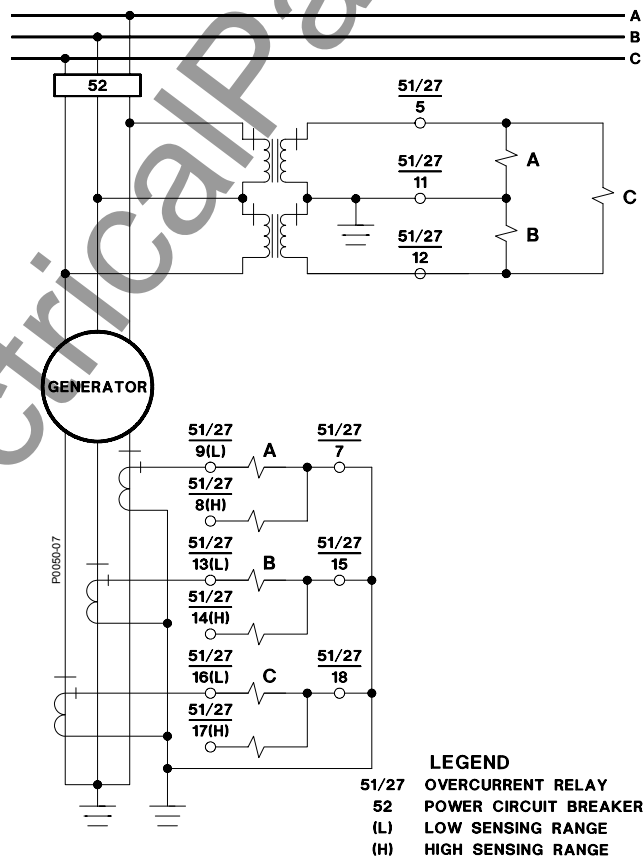 A
B
C
52
51/27
5
51/27
11
A
C
B
51/27
12
GENERATOR
51/27
9(L)
A
51/27
7
51/27
8(H)
P0050-07
51/27
13(L)
B
51/27
15
51/27
14(H)
51/27
16(L)
C
51/27
18
51/27
17(H)
LEGEND
51/27 OVERCURRENT RELAY
52 POWER CIRCUIT BREAKER
(L) LOW SENSING RANGE
(H) HIGH SENSING RANGE